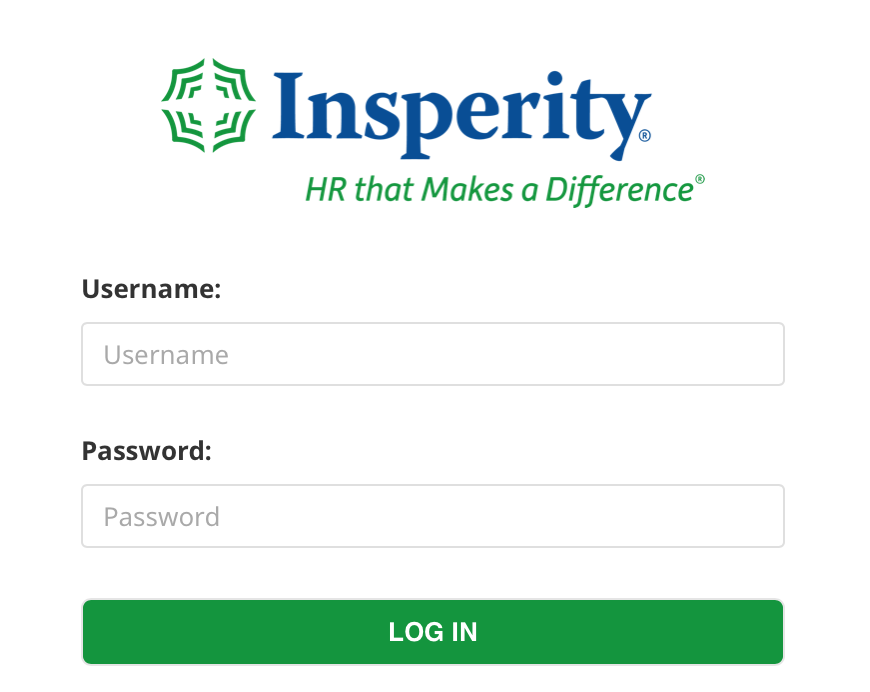 Insperity®
HR that Makes a Difference®
Username:
Username
Password:
Password
LOG IN